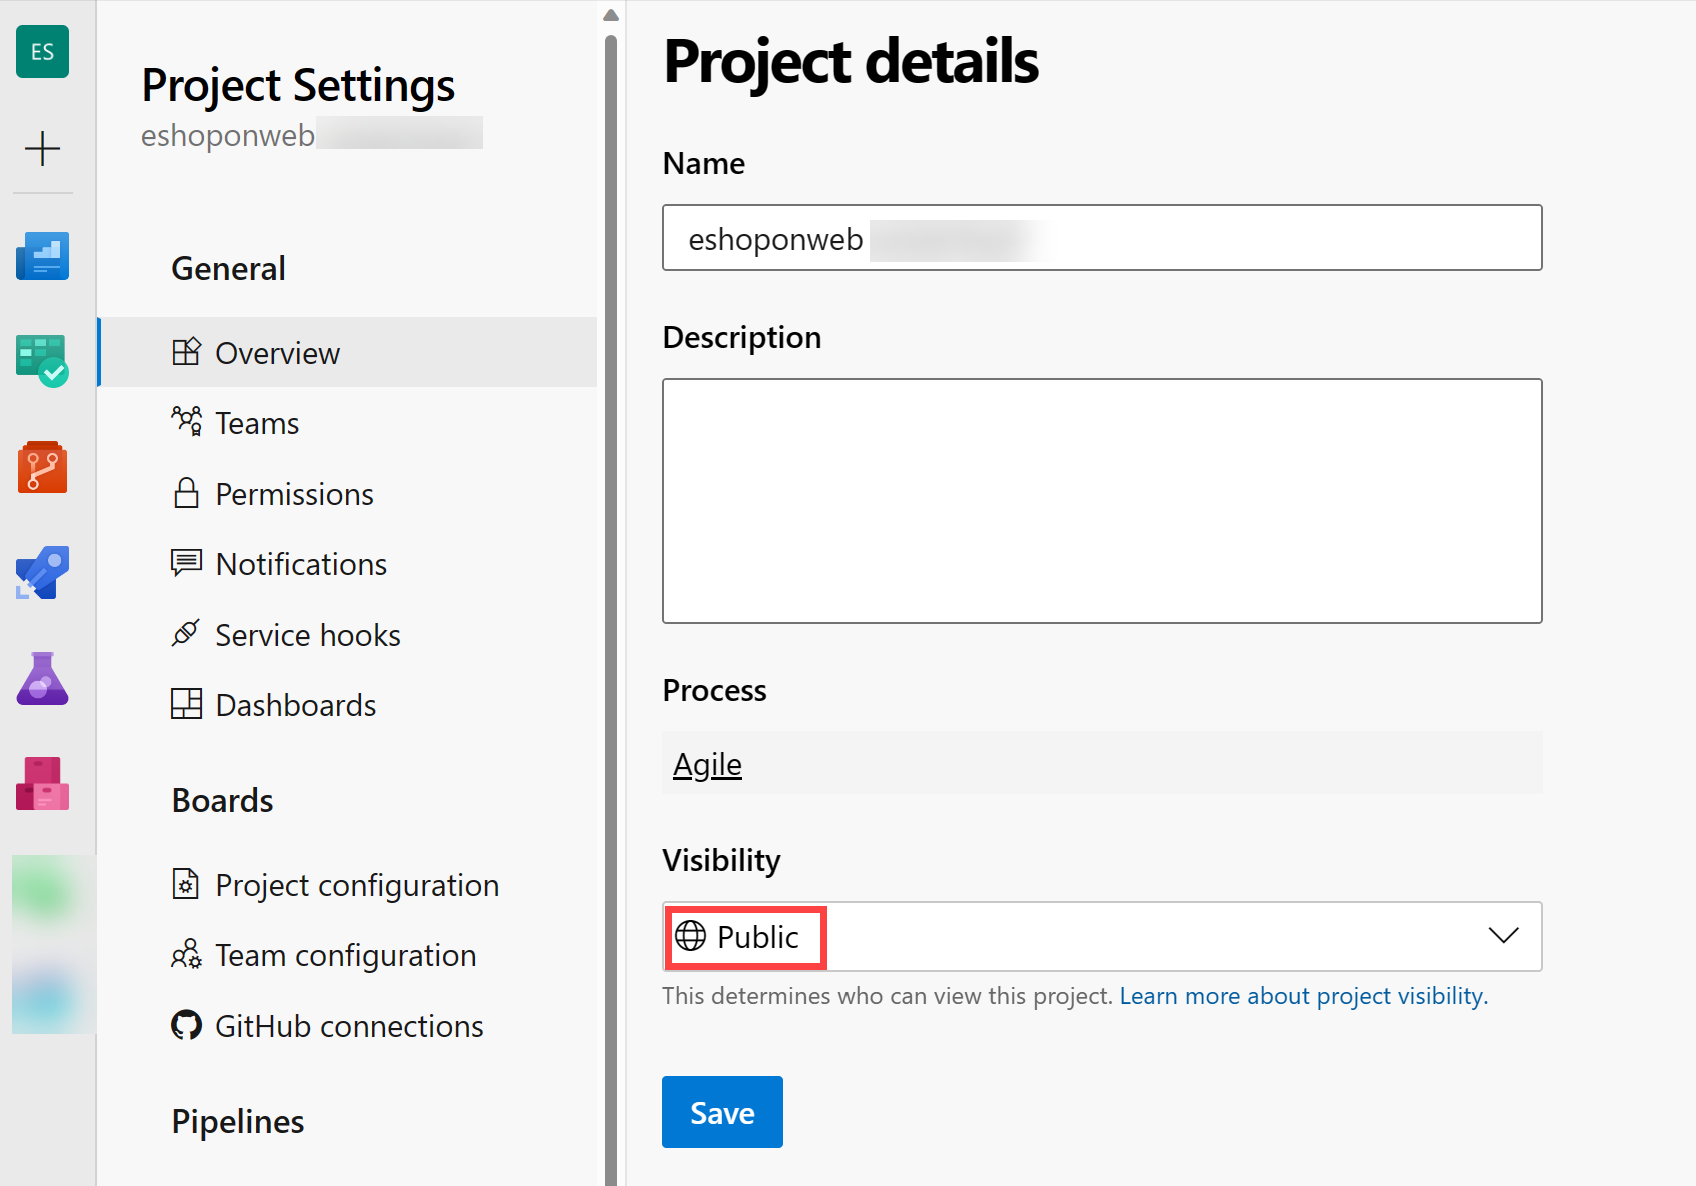 ES
Project Settings
eshoponweb
General
Overview
Teams
Permissions
Notifications
Service hooks
Dashboards
Boards
Project configuration
Team configuration
GitHub connections
Pipelines
Project details
Name
eshoponweb
Description
Process
Agile
Visibility
Public
This determines who can view this project. Learn more about project visibility.
Save